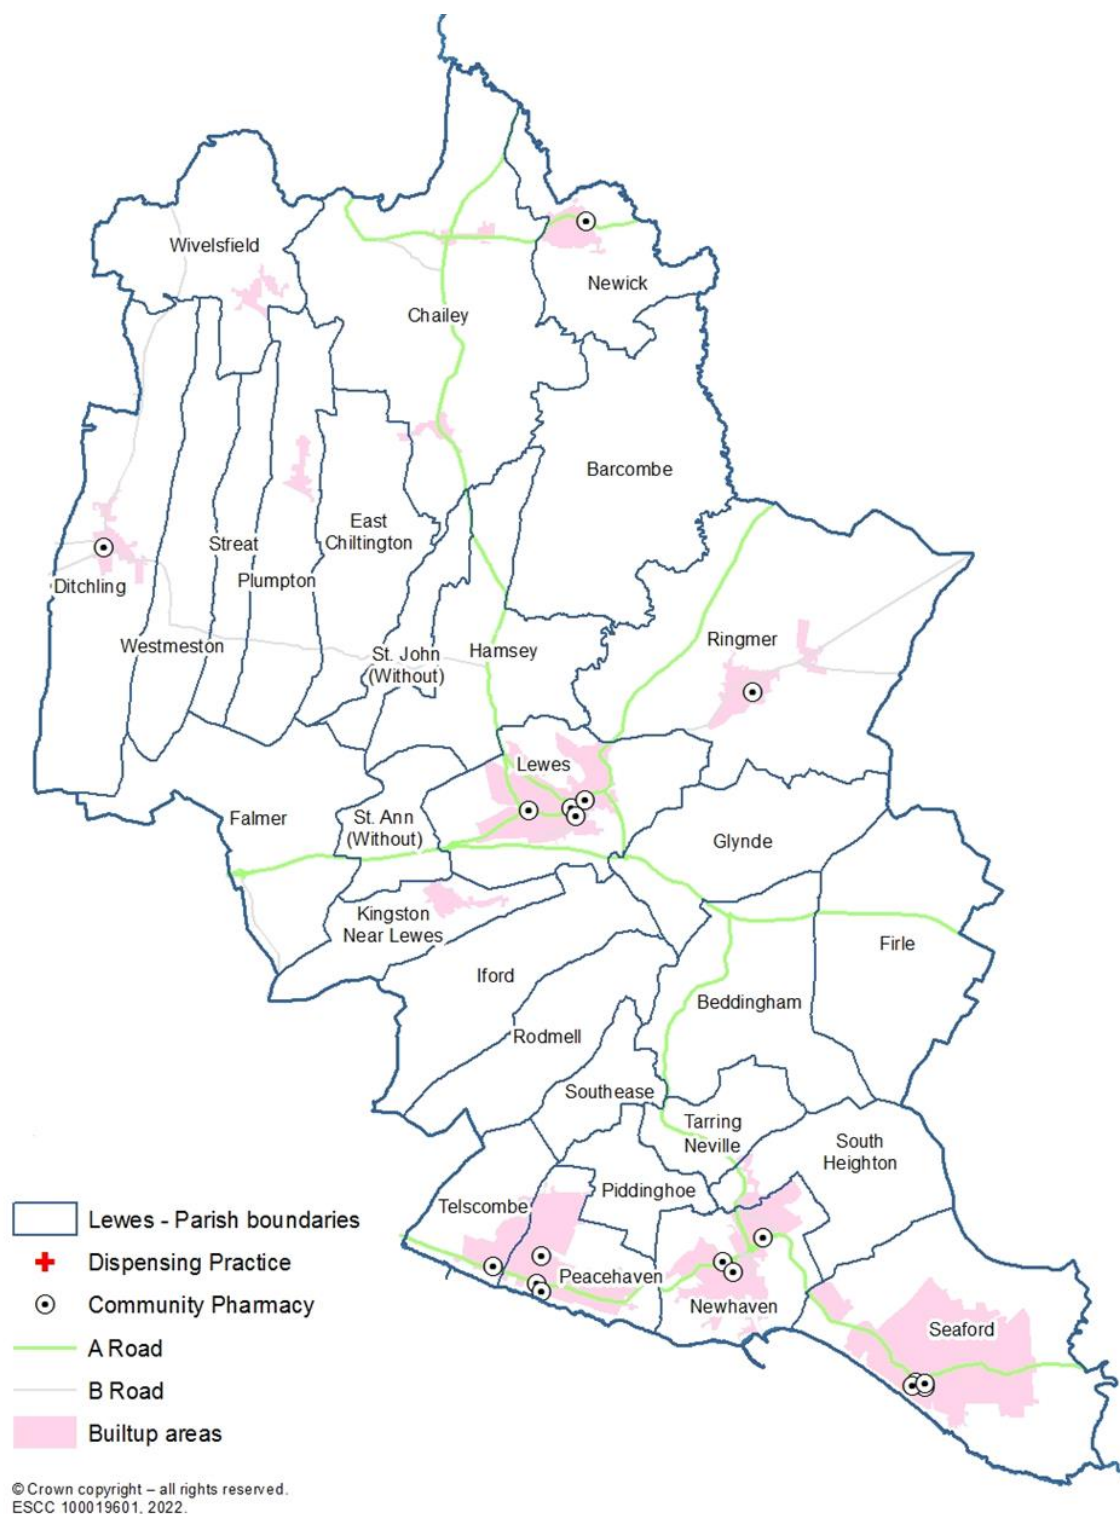 Wivelsfield
Newick
Chailey
Barcombe
East
Chiltington
Streat
Plumpton
Ditchling
Westmeston
St. John
(Without)
Hamsey
Ringmer
Lewes
Falmer
St. Ann
(Without)
Glynde
Kingston
Near Lewes
Firle
Iford
Beddingham
Rodmell
Southease
Tarring
Neville
South
Heighton
Piddinghoe
Telscombe
Peacehaven
Newhaven
Seaford
Lewes - Parish boundaries
Dispensing Practice
Community Pharmacy
A Road
B Road
Builtup areas
© Crown copyright – all rights reserved.
ESCC 100019601, 2022.